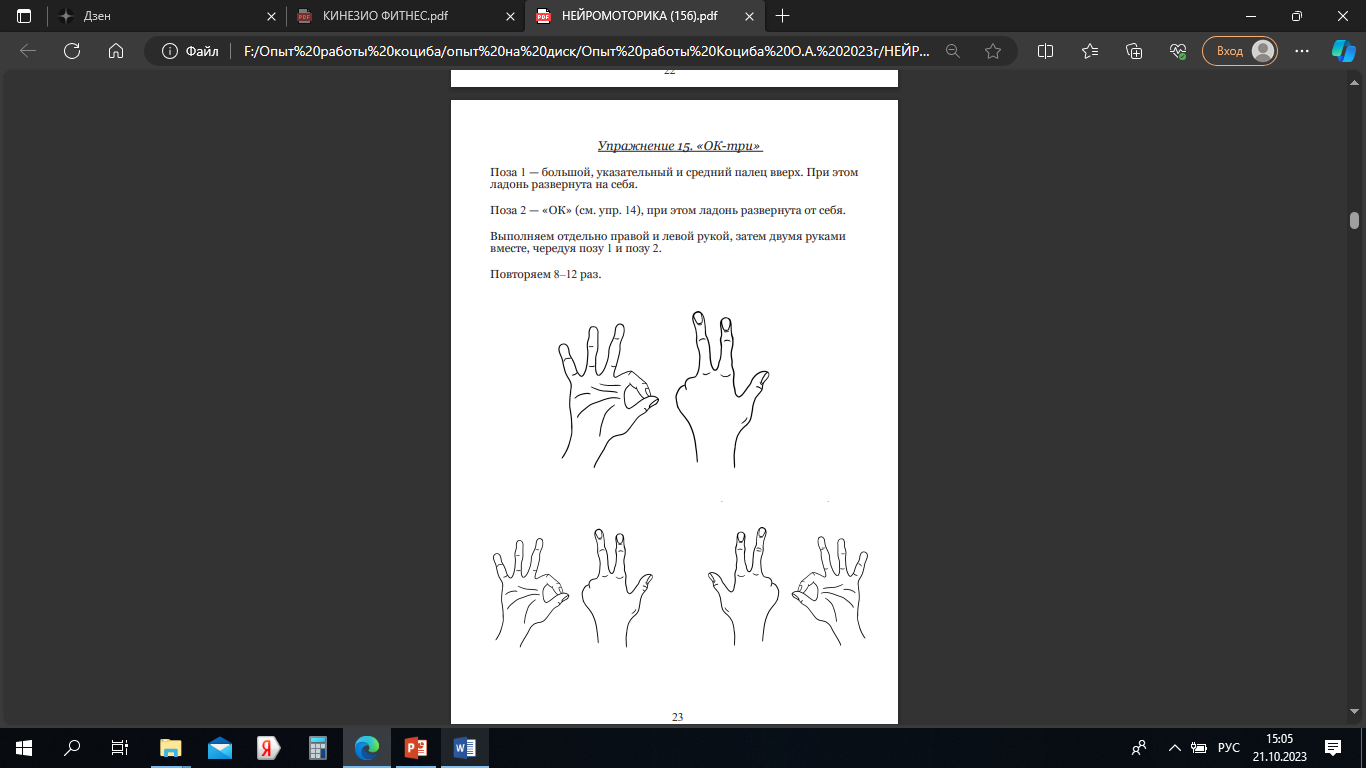 Дзен
КИНЕЗИО ФИТНЕС.pdf
НЕЙРОМОТОРИКА (156).pdf
Файл
F:/Опыт%20работы%20коциба/опыт%20на%20диск/Опыт%20работы%20Коциба%20О.А.%202023г/НЕЙР...
Вход
22
Упражнение 15. «ОК-три»
Поза 1 — большой, указательный и средний палец вверх. При этом
ладонь развернута на себя.
Поза 2 — «ОК» (см. упр. 14), при этом ладонь развернута от себя.
Выполняем отдельно правой и левой рукой, затем двумя руками
вместе, чередуя позу 1 и позу 2.
Повторяем 8–12 раз.
23
РУС
15:05
21.10.2023